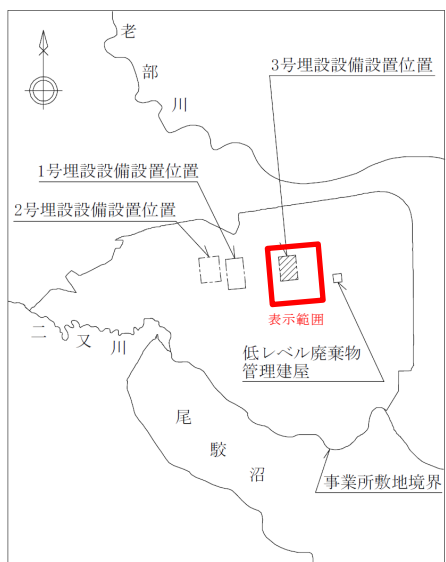 老部川
3号埋設設備設置位置
1号埋設設備設置位置
2号埋設設備設置位置
表示範囲
二又川
低レベル廃棄物
管理建屋
尾駮沼
事業所敷地境界